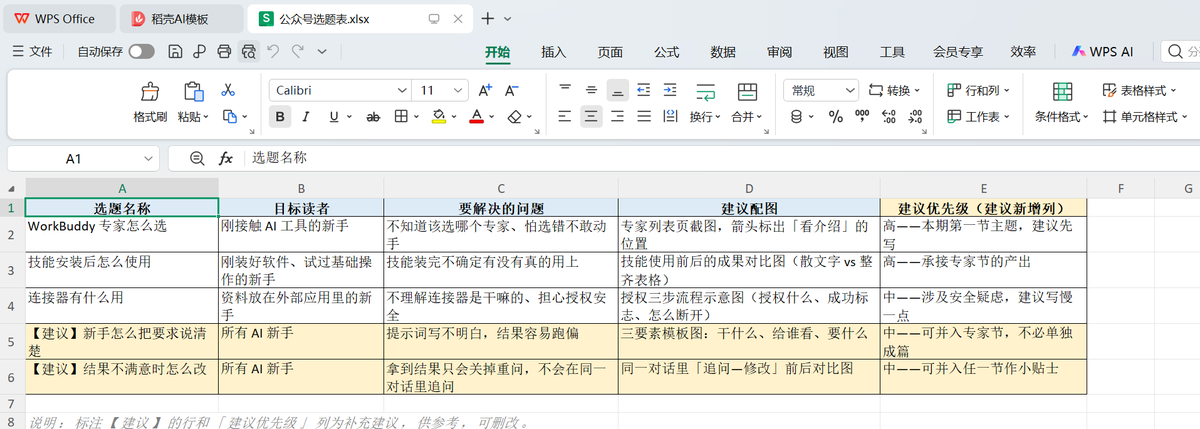 WPS Office 稻壳AI模板 公众号选题表.xlsx
文件 自动保存 开始 插入 页面 公式 数据 审阅 视图 工具 会员专享 效率 WPS AI
格式刷 粘贴 Calibri 11 A+ A- 换行 合并 常规 转换 行和列 工作表 条件格式 表格样式 单元格样式
B I U ab A % 000
A1 fx 选题名称
A B C D E F G
1 选题名称 目标读者 要解决的问题 建议配图 建议优先级（建议新增列）
2 WorkBuddy 专家怎么选 刚接触 AI 工具的新手 不知道该选哪个专家、怕选错不敢动
手 专家列表页截图，箭头标出「看介绍」的
位置 高——本期第一节主题，建议先
写
3 技能安装后怎么使用 刚装好软件、试过基础操
作的新手 技能装完不确定有没有真的用上 技能使用前后的成果对比图（散文字 vs 整
齐表格） 高——承接专家节的产出
4 连接器有什么用 资料放在外部应用里的新
手 不理解连接器是干嘛的、担心授权安
全 授权三步流程示意图（授权什么、成功标
志、怎么断开） 中——涉及安全疑虑，建议写慢
一点
5 【建议】新手怎么把要求说清
楚 所有 AI 新手 提示词写不明白，结果容易跑偏 三要素模板图：干什么、给谁看、要什么 中——可并入专家节，不必单独
成篇
6 【建议】结果不满意时怎么改 所有 AI 新手 拿到结果只会关掉重问，不会在同一
对话里追问 同一对话里「追问—修改」前后对比图 中——可并入任一节作小贴士
7
8 说明：标注【建议】的行和「建议优先级」列为补充建议，供参考，可删改。